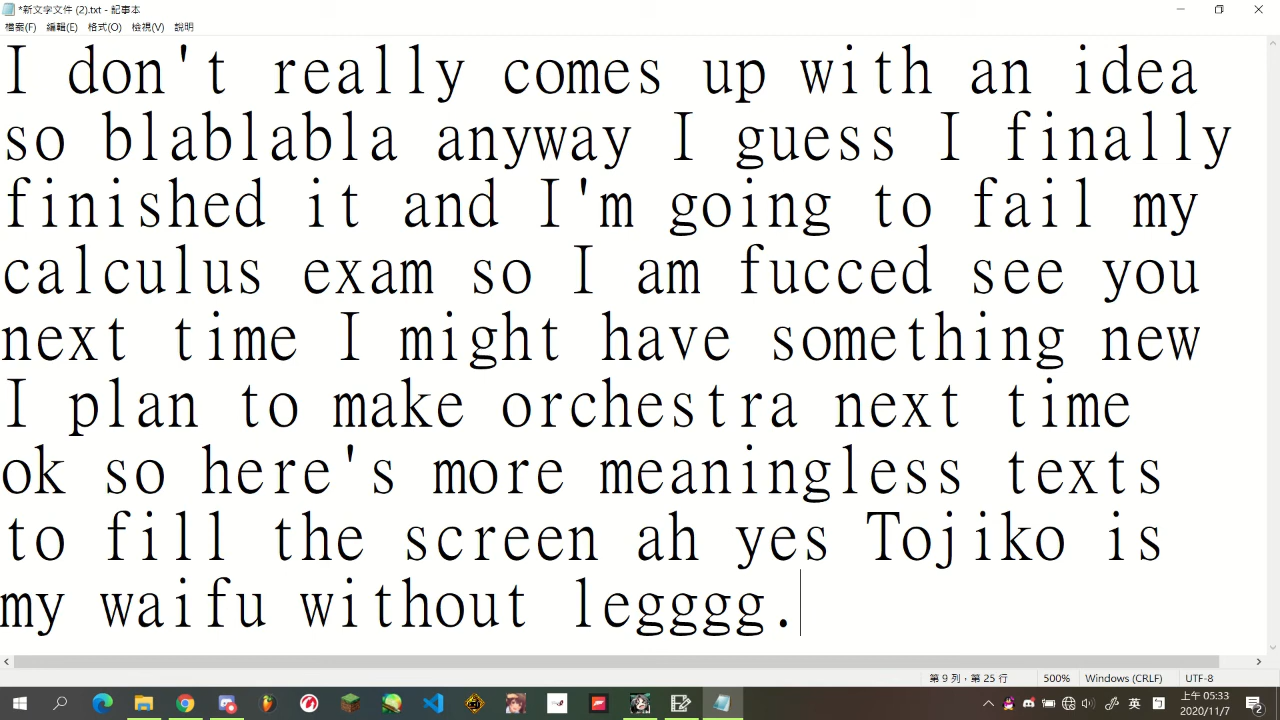 *新文字文件 (2).txt - 記事本
檔案(F) 編輯(E) 格式(O) 檢視(V) 說明
I don't really comes up with an idea
so blablabla anyway I guess I finally
finished it and I'm going to fail my
calculus exam so I am fucced see you
next time I might have something new
I plan to make orchestra next time
ok so here's more meaningless texts
to fill the screen ah yes Tojiko is
my waifu without legggg.
第 9 列，第 25 行 500% Windows (CRLF) UTF-8
英 上午 05:33
2020/11/7 2